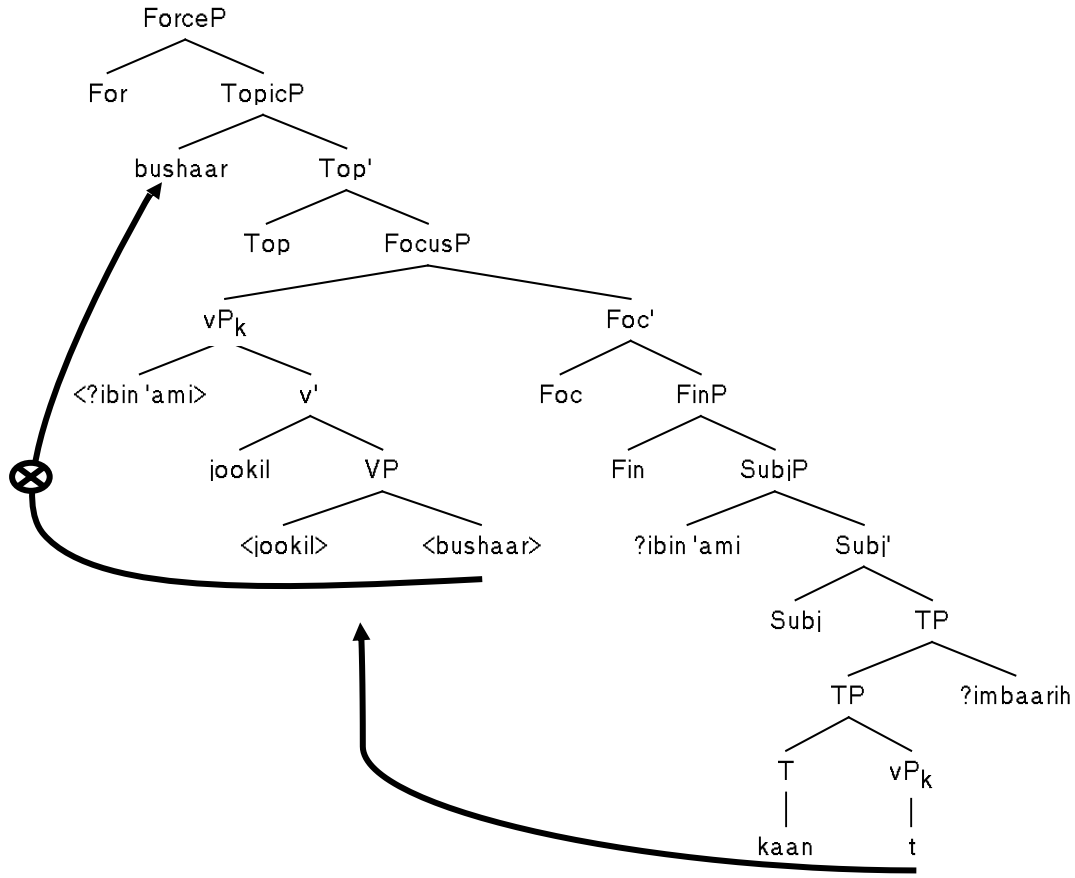 ForceP
For TopicP
bushaar Top'
Top FocusP
vPk Foc'
<?ibin 'ami> v' Foc FinP
jookil VP Fin SubjP
<jookil> <bushaar> ?ibin 'ami Subj'
Subj TP
TP ?imbaarih
T vPk
kaan t